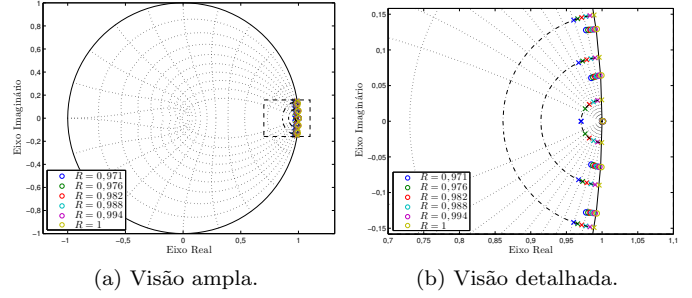 1
0,8
0,6
0,4
0,2
0
−0,2
−0,4
−0,6
−0,8
−1
−1
0
1
Eixo Imaginário
Eixo Real
R = 0,971
R = 0,976
R = 0,982
R = 0,988
R = 0,994
R = 1
(a) Visão ampla.
0,15
0,1
0,05
0
−0,05
−0,1
−0,15
0,7
0,75
0,8
0,85
0,9
0,95
1
1,05
1,1
Eixo Imaginário
Eixo Real
R = 0,971
R = 0,976
R = 0,982
R = 0,988
R = 0,994
R = 1
(b) Visão detalhada.